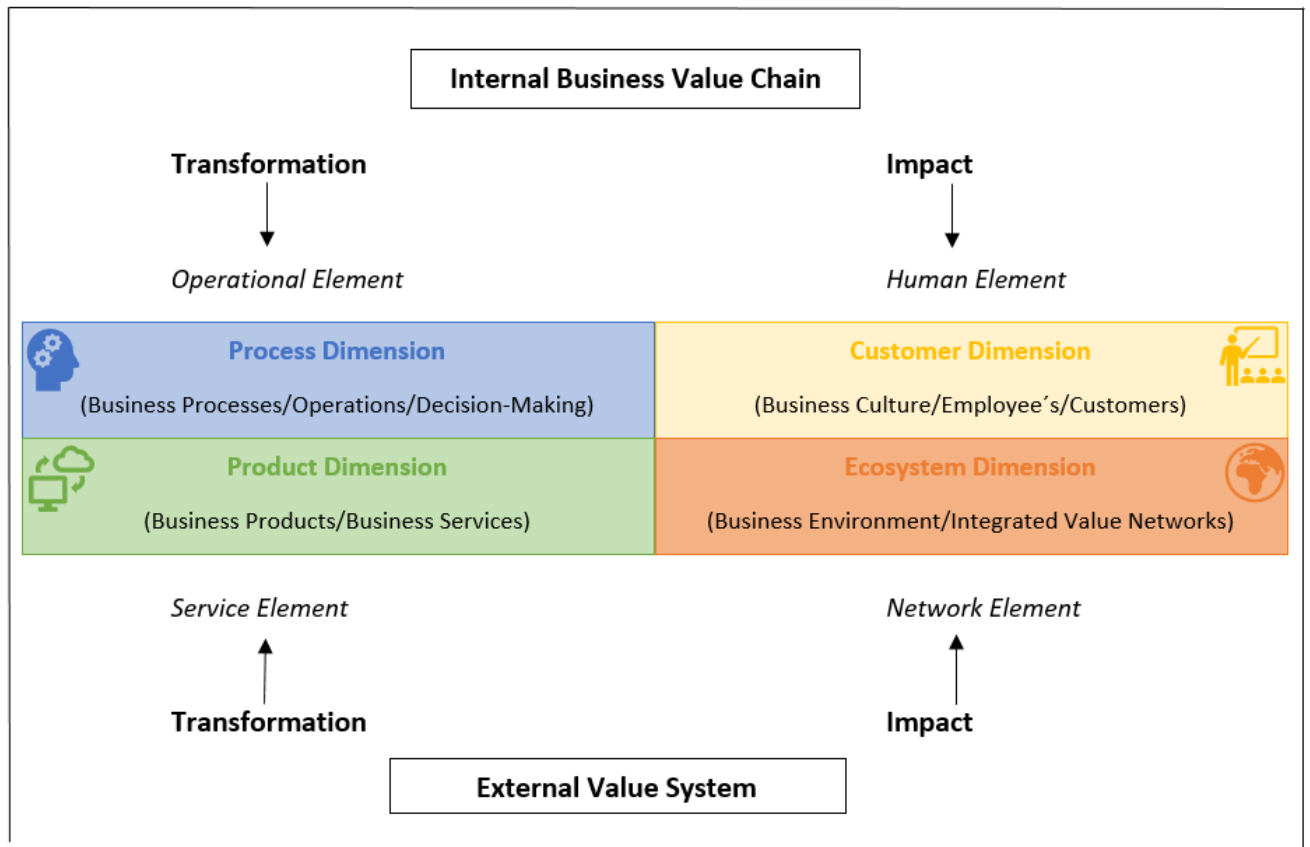 Internal Business Value Chain
Transformation
Impact
Operational Element
Human Element
Process Dimension
(Business Processes/Operations/Decision-Making)
Customer Dimension
(Business Culture/Employee´s/Customers)
Product Dimension
(Business Products/Business Services)
Ecosystem Dimension
(Business Environment/Integrated Value Networks)
Service Element
Network Element
Transformation
Impact
External Value System